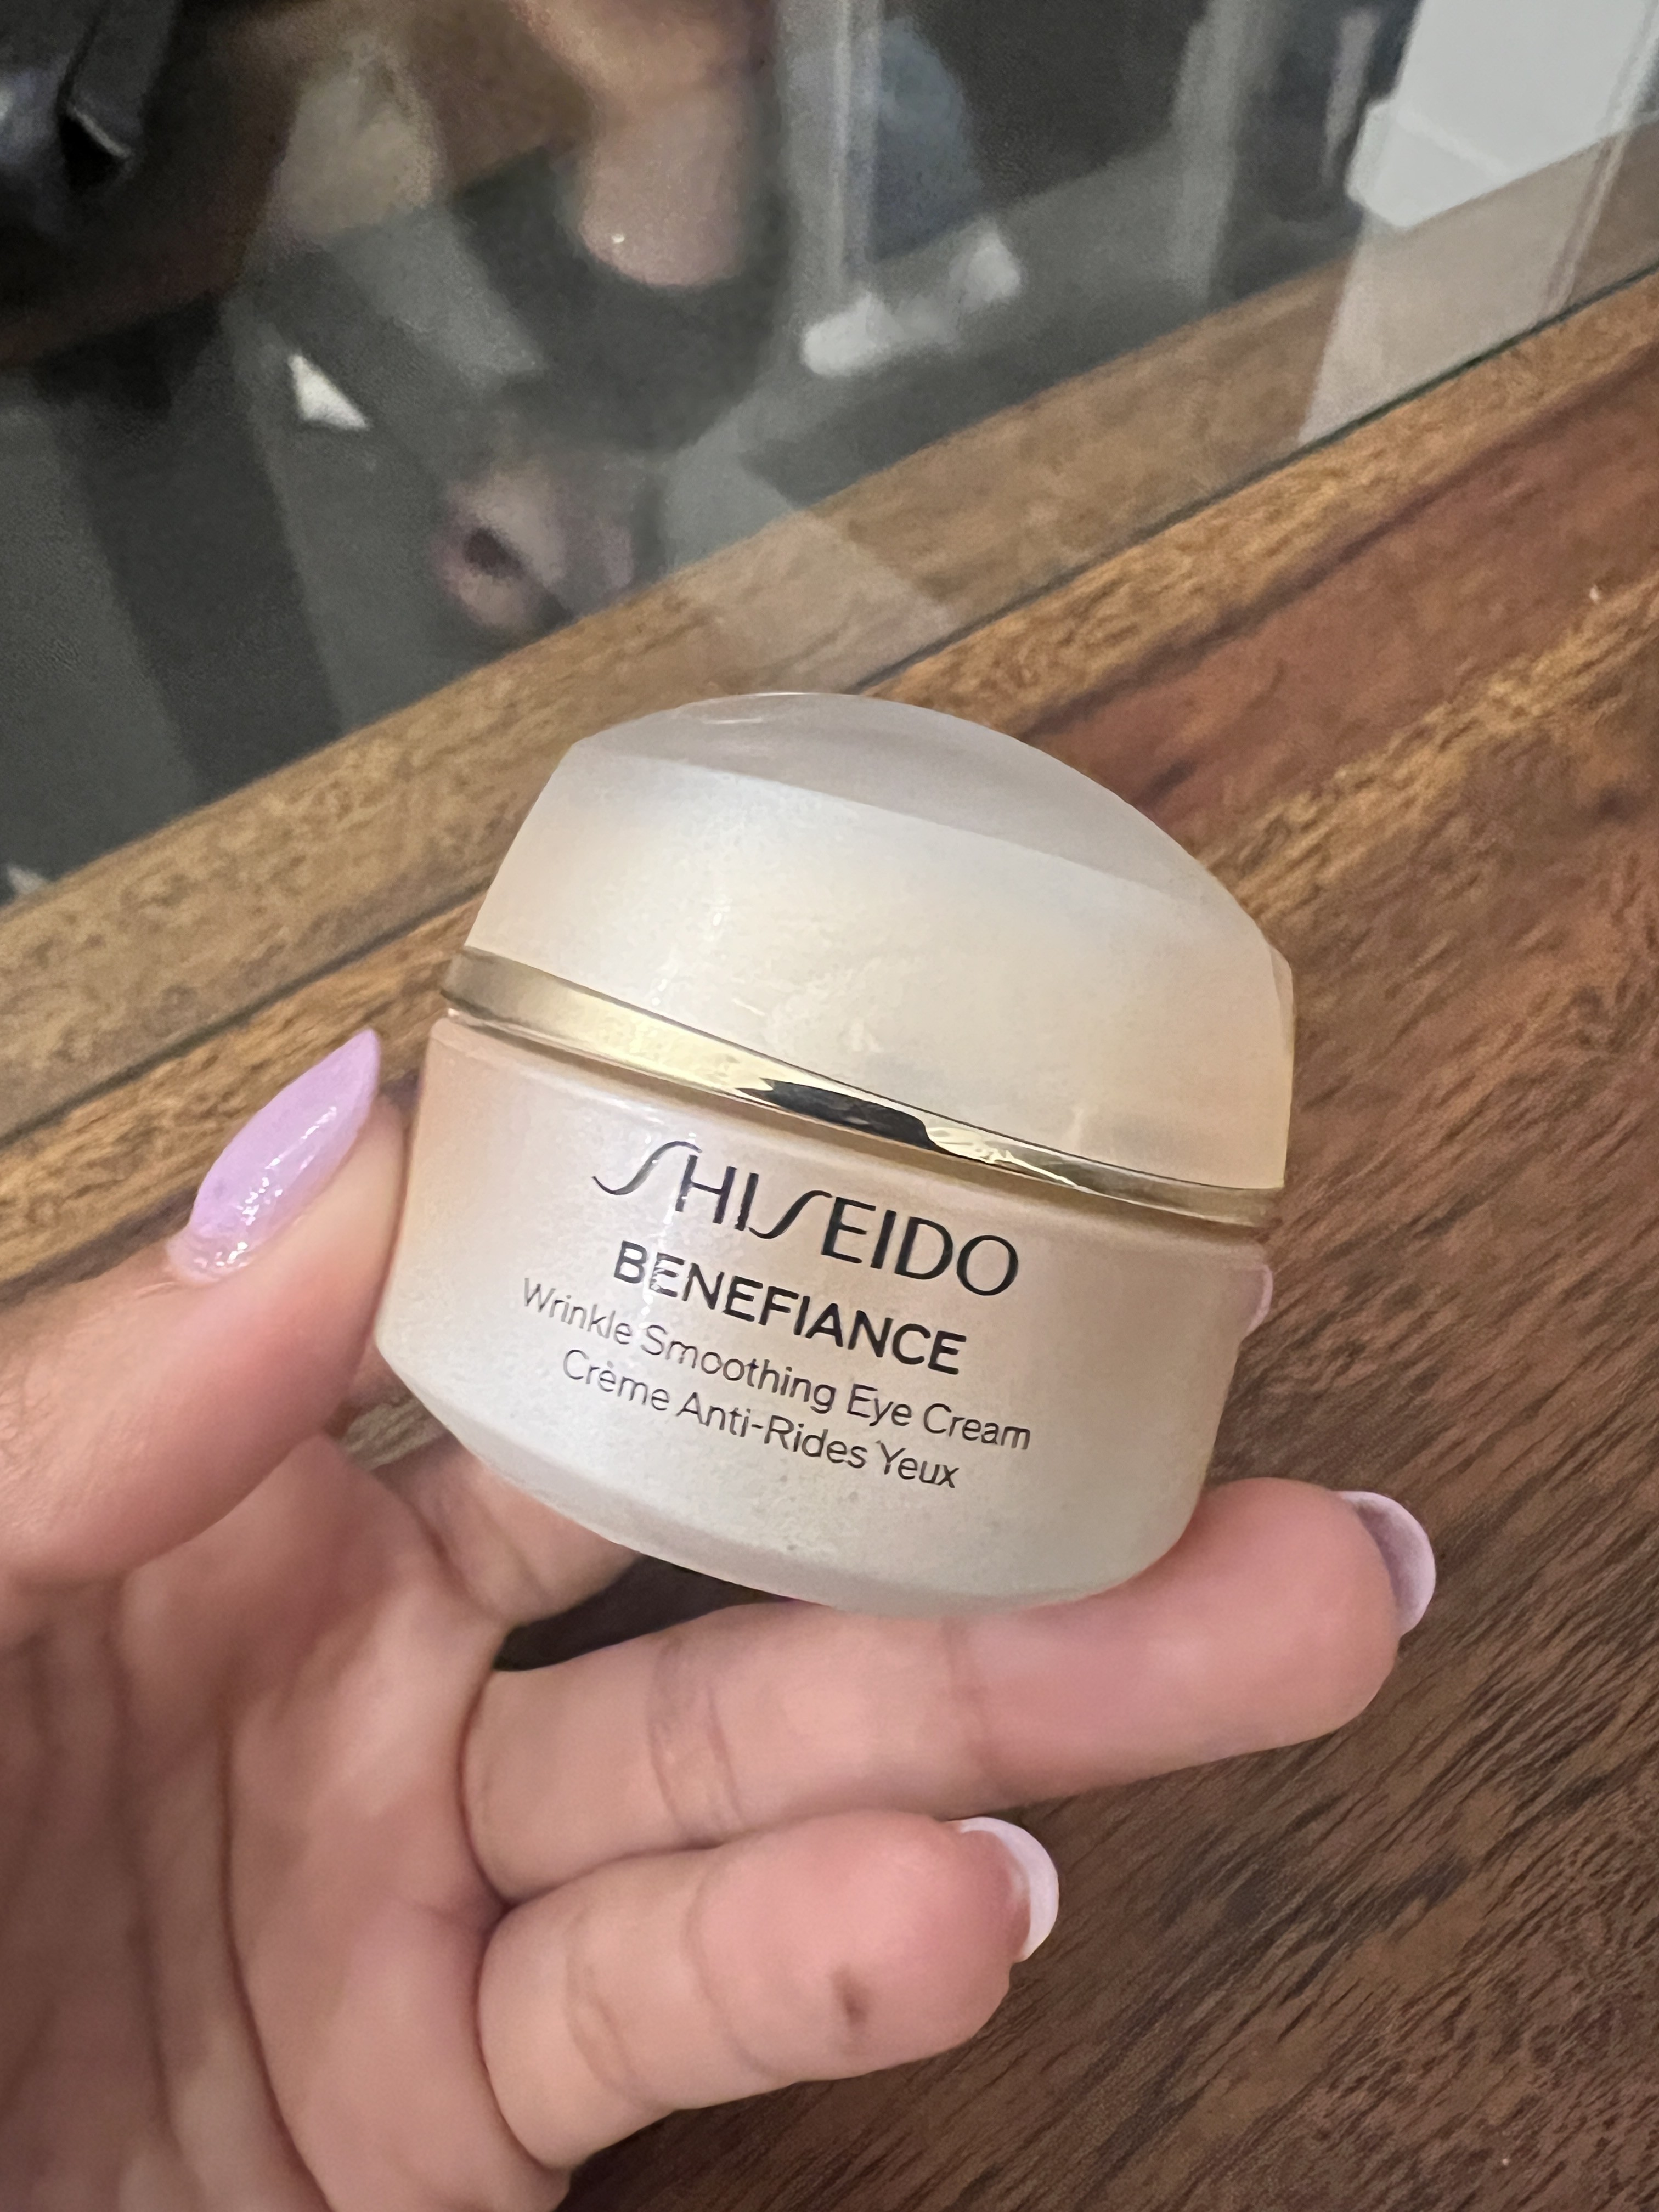 SHISEIDO
BENEFIANCE
Wrinkle Smoothing Eye Cream
Crème Anti-Rides Yeux